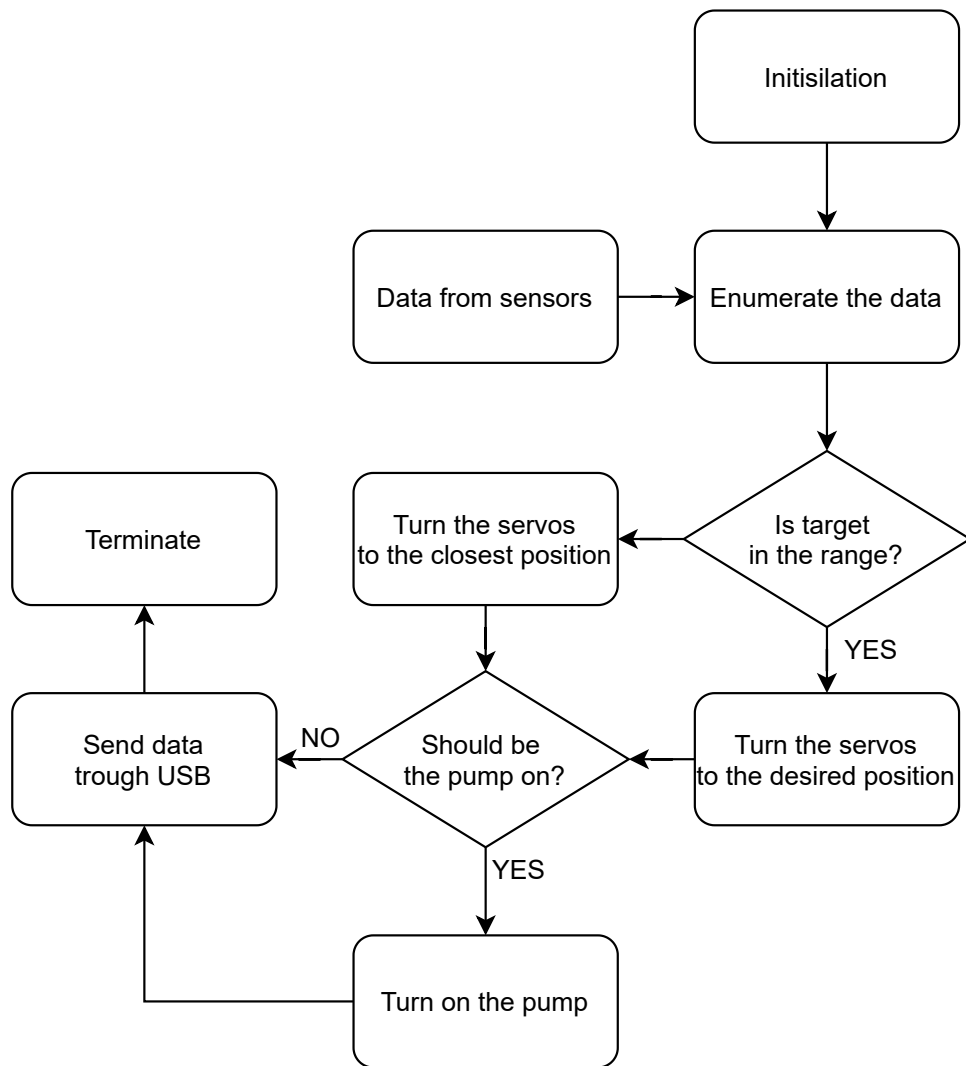 Initisilation
Data from sensors
Enumerate the data
Is target
in the range?
Turn the servos
to the closest position
Terminate
YES
Turn the servos
to the desired position
Should be
the pump on?
NO
Send data
trough USB
YES
Turn on the pump